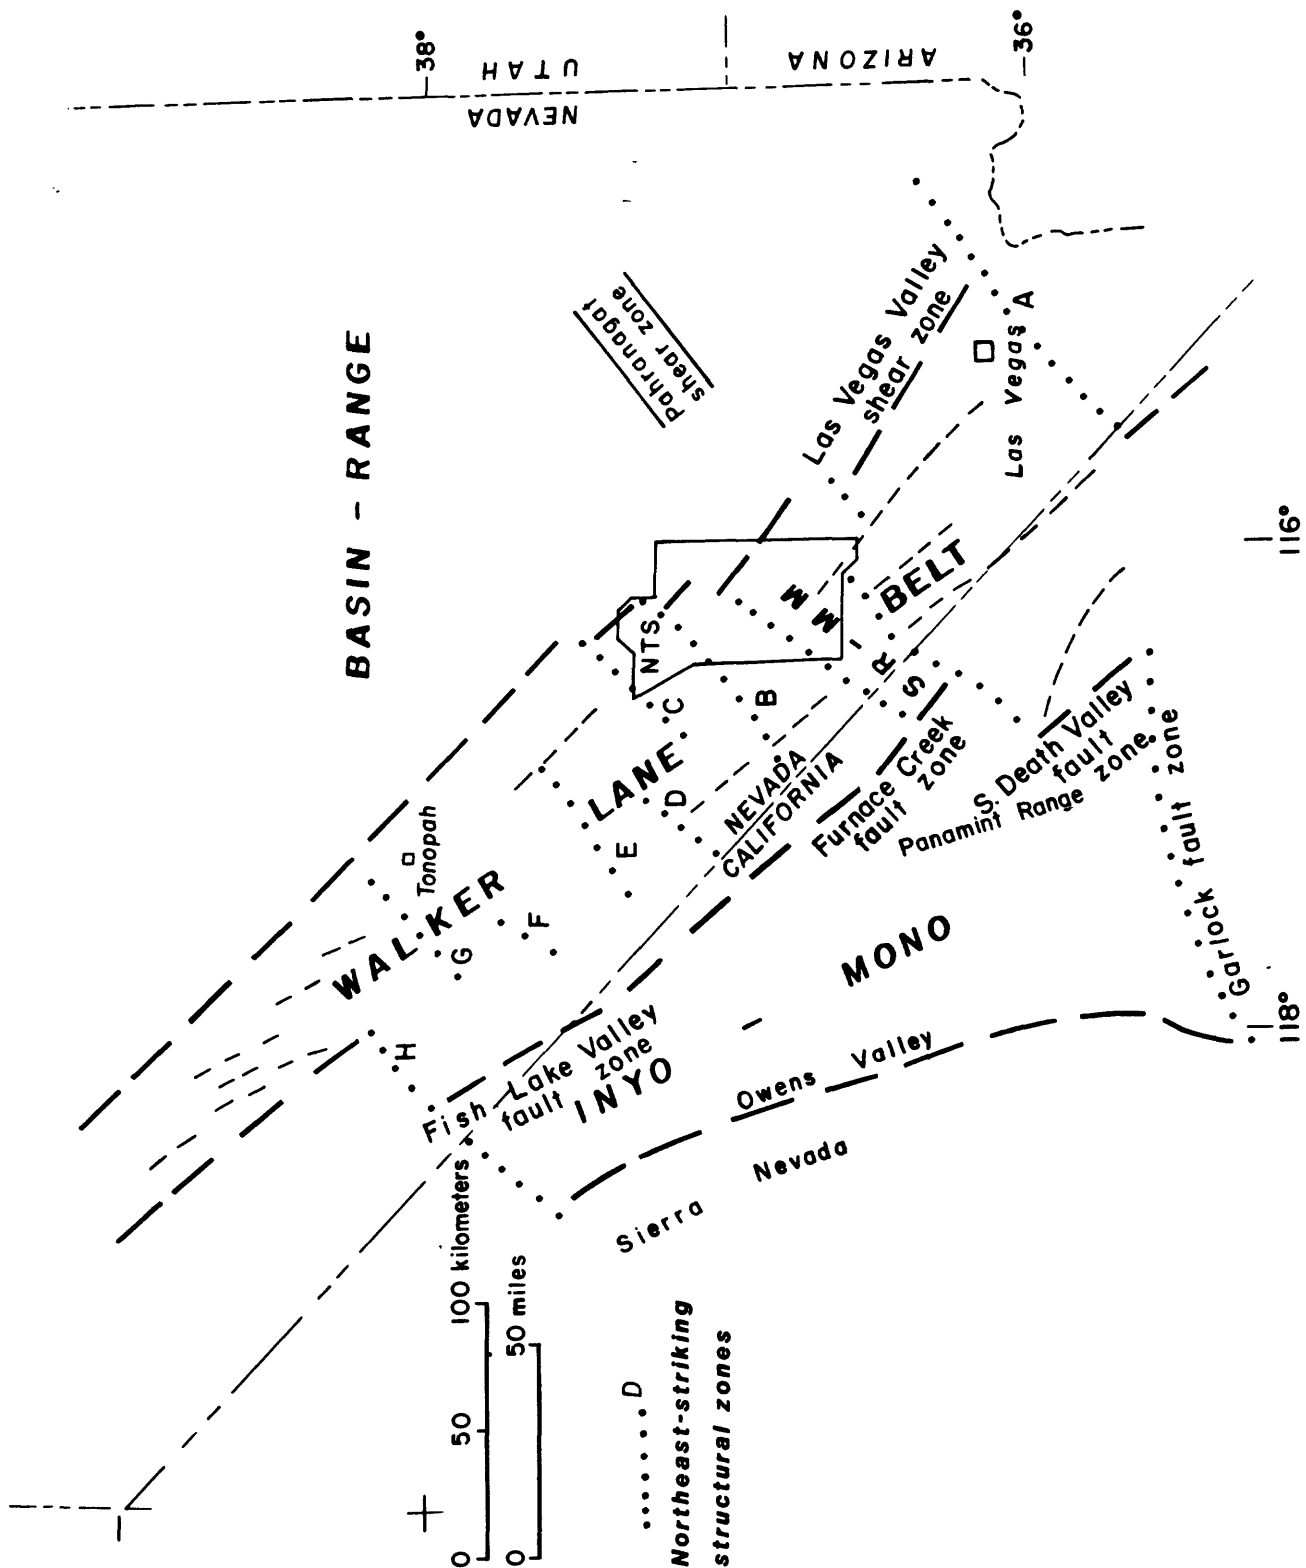 BASIN – RANGE
38°
NEVADA
UTAH
ARIZONA
36°
Pahranagat
shear zone
Las Vegas Valley
shear zone
Las Vegas
A
NTS
WALKER
LANE
BELT
Tonopah
H
G
F
E
D
C
B
M M
S R
NEVADA
CALIFORNIA
Fish Lake Valley
fault zone
Furnace Creek
fault zone
S. Death Valley
fault
zone
Panamint Range
INYO
MONO
Owens Valley
Sierra Nevada
Garlock fault zone
118°
116°
0 50 100 kilometers
0 50 miles
D
Northeast-striking
structural zones